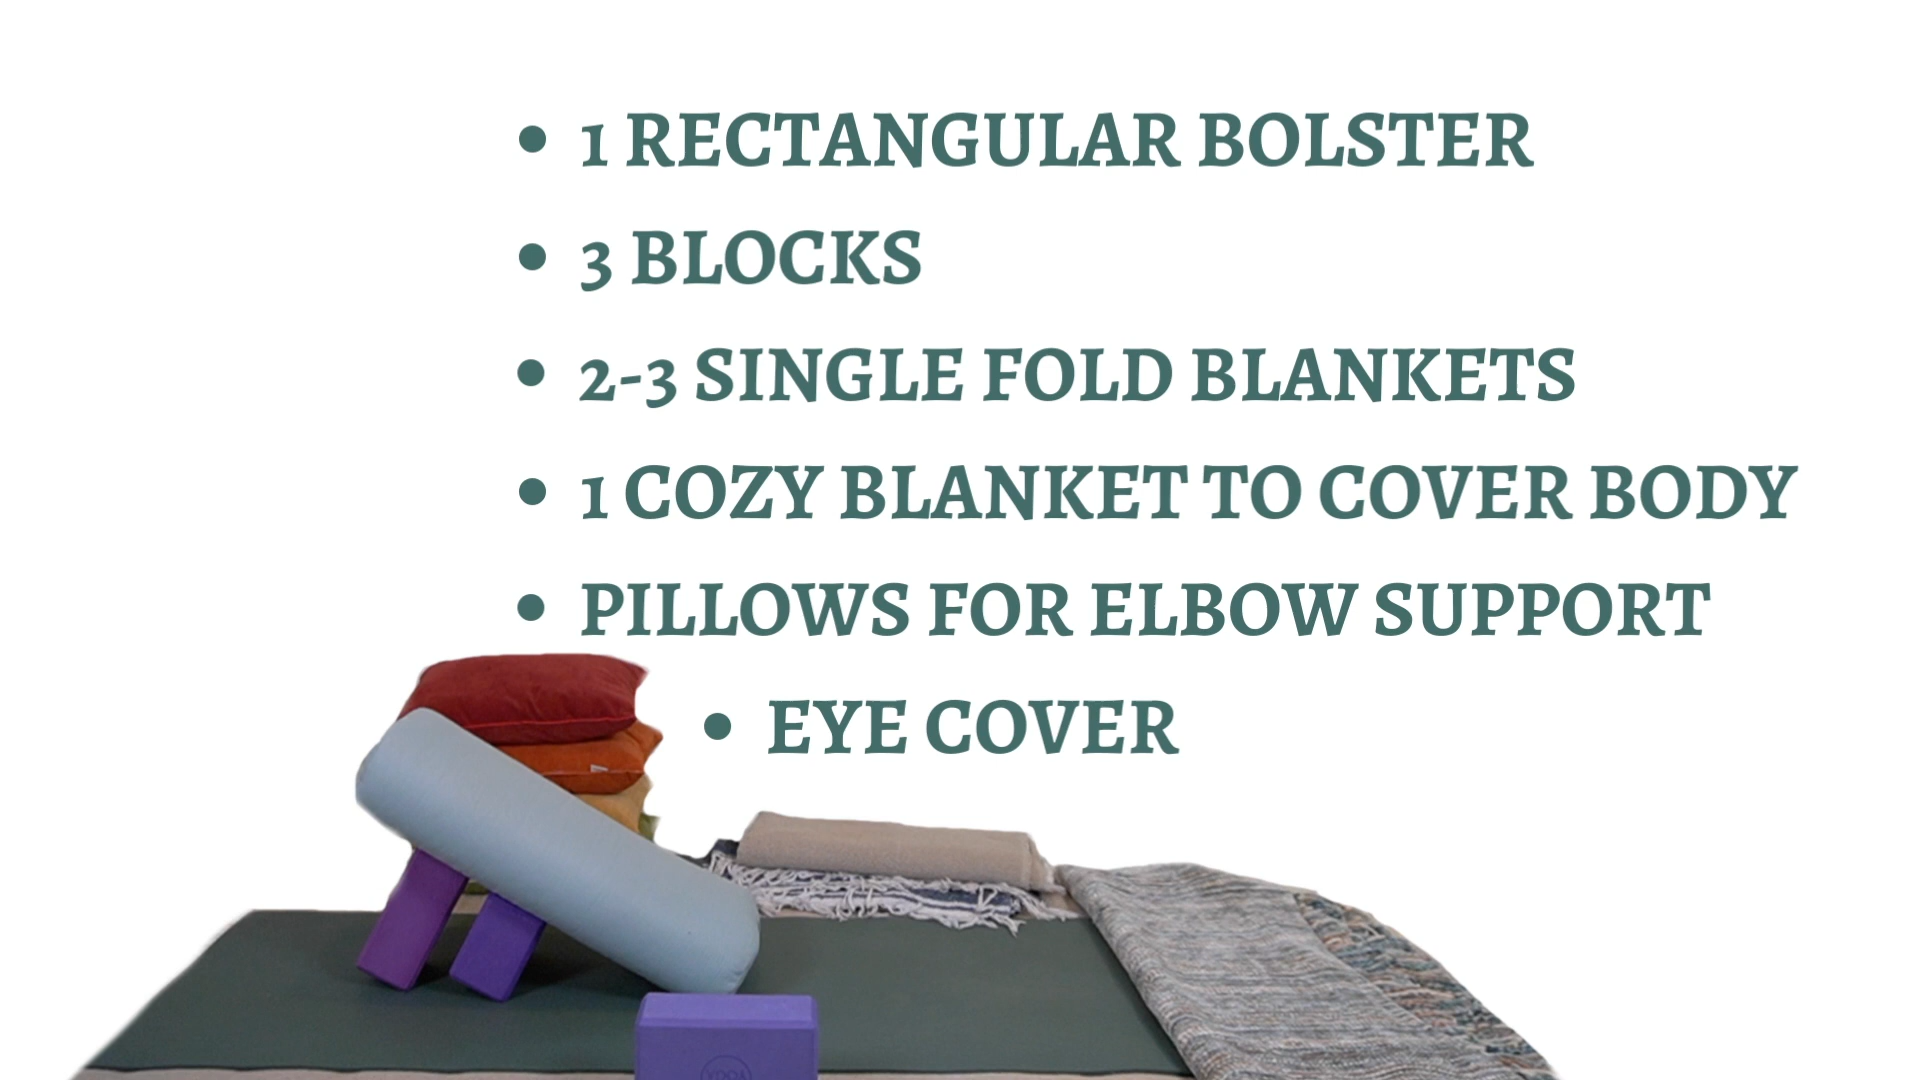 • 1 RECTANGULAR BOLSTER
• 3 BLOCKS
• 2-3 SINGLE FOLD BLANKETS
• 1 COZY BLANKET TO COVER BODY
• PILLOWS FOR ELBOW SUPPORT
• EYE COVER